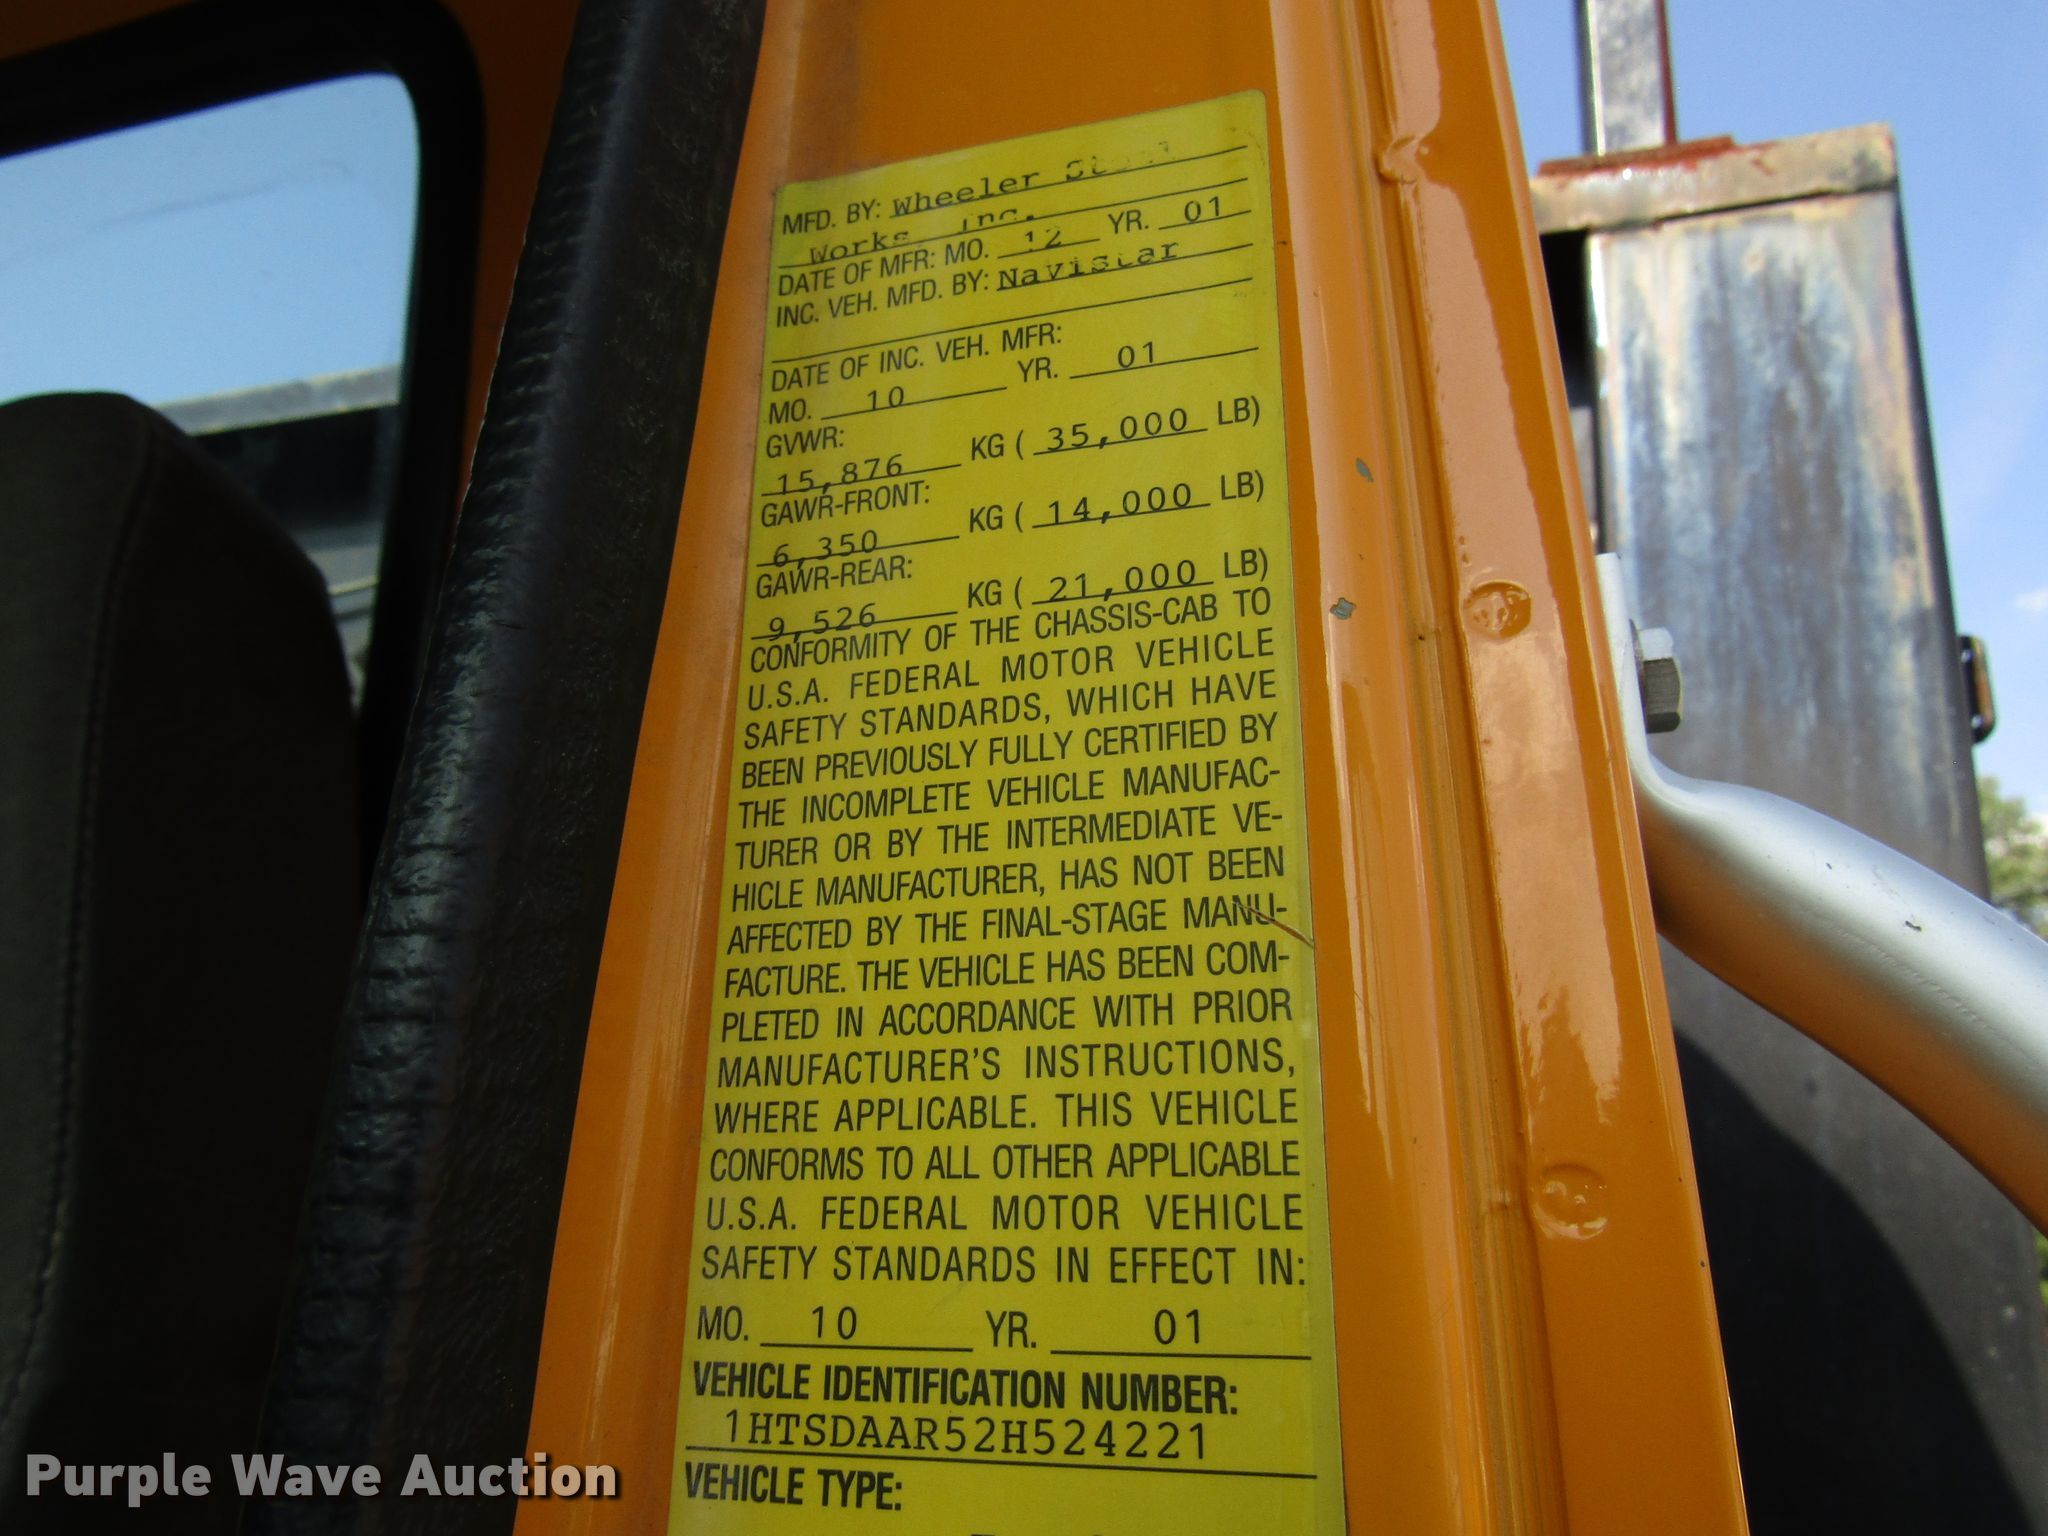 MFD. BY: Wheeler Steel
Works, Inc.
DATE OF MFR: MO. 12 YR. 01
INC. VEH. MFD. BY: Navistar
DATE OF INC. VEH. MFR:
MO. 10 YR. 01
GVWR:
15,876 KG ( 35,000 LB)
GAWR-FRONT:
6,350 KG ( 14,000 LB)
GAWR-REAR:
9,526 KG ( 21,000 LB)
CONFORMITY OF THE CHASSIS-CAB TO
U.S.A. FEDERAL MOTOR VEHICLE
SAFETY STANDARDS, WHICH HAVE
BEEN PREVIOUSLY FULLY CERTIFIED BY
THE INCOMPLETE VEHICLE MANUFAC-
TURER OR BY THE INTERMEDIATE VE-
HICLE MANUFACTURER, HAS NOT BEEN
AFFECTED BY THE FINAL-STAGE MANU-
FACTURE. THE VEHICLE HAS BEEN COM-
PLETED IN ACCORDANCE WITH PRIOR
MANUFACTURER'S INSTRUCTIONS,
WHERE APPLICABLE. THIS VEHICLE
CONFORMS TO ALL OTHER APPLICABLE
U.S.A. FEDERAL MOTOR VEHICLE
SAFETY STANDARDS IN EFFECT IN:
MO. 10 YR. 01
VEHICLE IDENTIFICATION NUMBER:
1HTSDAAR52H524221
VEHICLE TYPE:
Purple Wave Auction